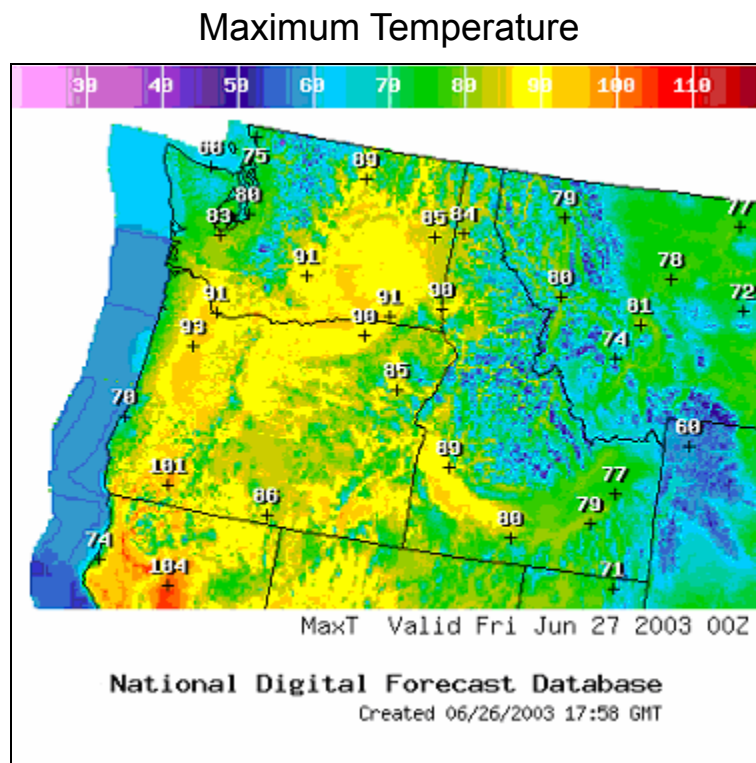 Maximum Temperature
30 40 50 60 70 80 90 100 110
68 75 89
80 85 84 79 77
83
91 78
91 91 90 80 72
93 90 81
74
85
70
89 60
101 77
86 79
80
74
104 71
MaxT Valid Fri Jun 27 2003 00Z
National Digital Forecast Database
Created 06/26/2003 17:58 GMT